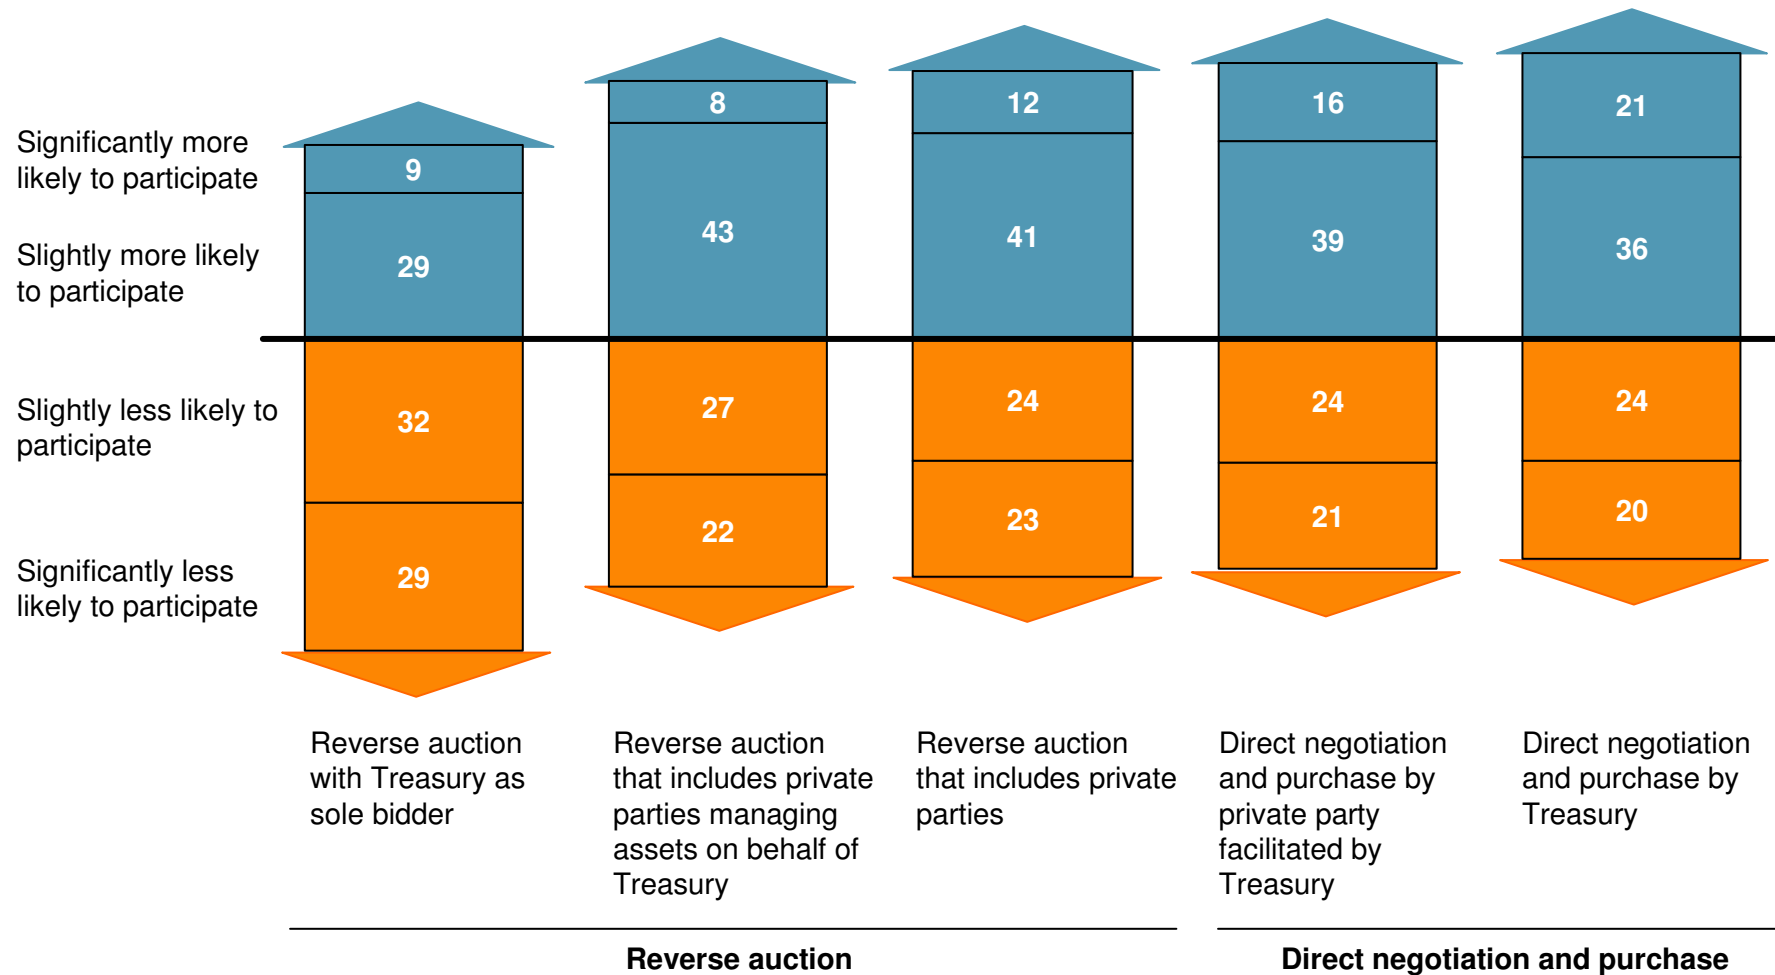 Significantly more
likely to participate
Slightly more likely
to participate
Slightly less likely to
participate
Significantly less
likely to participate
9
29
32
29
8
43
27
22
12
41
24
23
16
39
24
21
21
36
24
20
Reverse auction
with Treasury as
sole bidder
Reverse auction
that includes private
parties managing
assets on behalf of
Treasury
Reverse auction
that includes private
parties
Direct negotiation
and purchase by
private party
facilitated by
Treasury
Direct negotiation
and purchase by
Treasury
Reverse auction
Direct negotiation and purchase